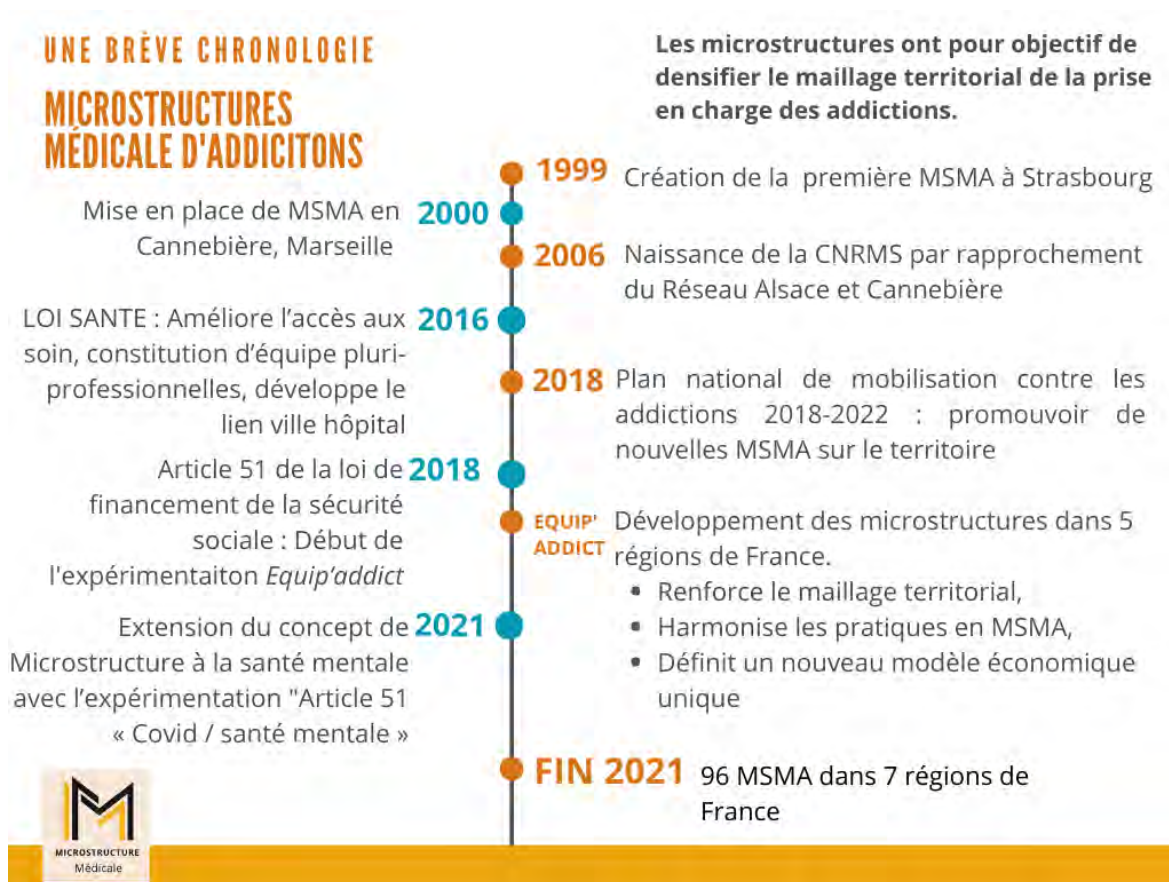 UNE BRÈVE CHRONOLOGIE
MICROSTRUCTURES
MÉDICALE D'ADDICITONS
Les microstructures ont pour objectif de
densifier le maillage territorial de la prise
en charge des addictions.
1999 Création de la première MSMA à Strasbourg
Mise en place de MSMA en 2000
Cannebière, Marseille
2006 Naissance de la CNRMS par rapprochement
du Réseau Alsace et Cannebière
LOI SANTE : Améliore l'accès aux 2016
soin, constitution d'équipe pluri-
professionnelles, développe le
lien ville hôpital
2018 Plan national de mobilisation contre les
addictions 2018-2022 : promouvoir de
nouvelles MSMA sur le territoire
Article 51 de la loi de 2018
financement de la sécurité
sociale : Début de
l'expérimentaiton Equip'addict
EQUIP' Développement des microstructures dans 5
ADDICT régions de France.
• Renforce le maillage territorial,
• Harmonise les pratiques en MSMA,
• Définit un nouveau modèle économique
unique
Extension du concept de 2021
Microstructure à la santé mentale
avec l'expérimentation "Article 51
« Covid / santé mentale »
FIN 2021 96 MSMA dans 7 régions de
France
MICROSTRUCTURE
Médicale